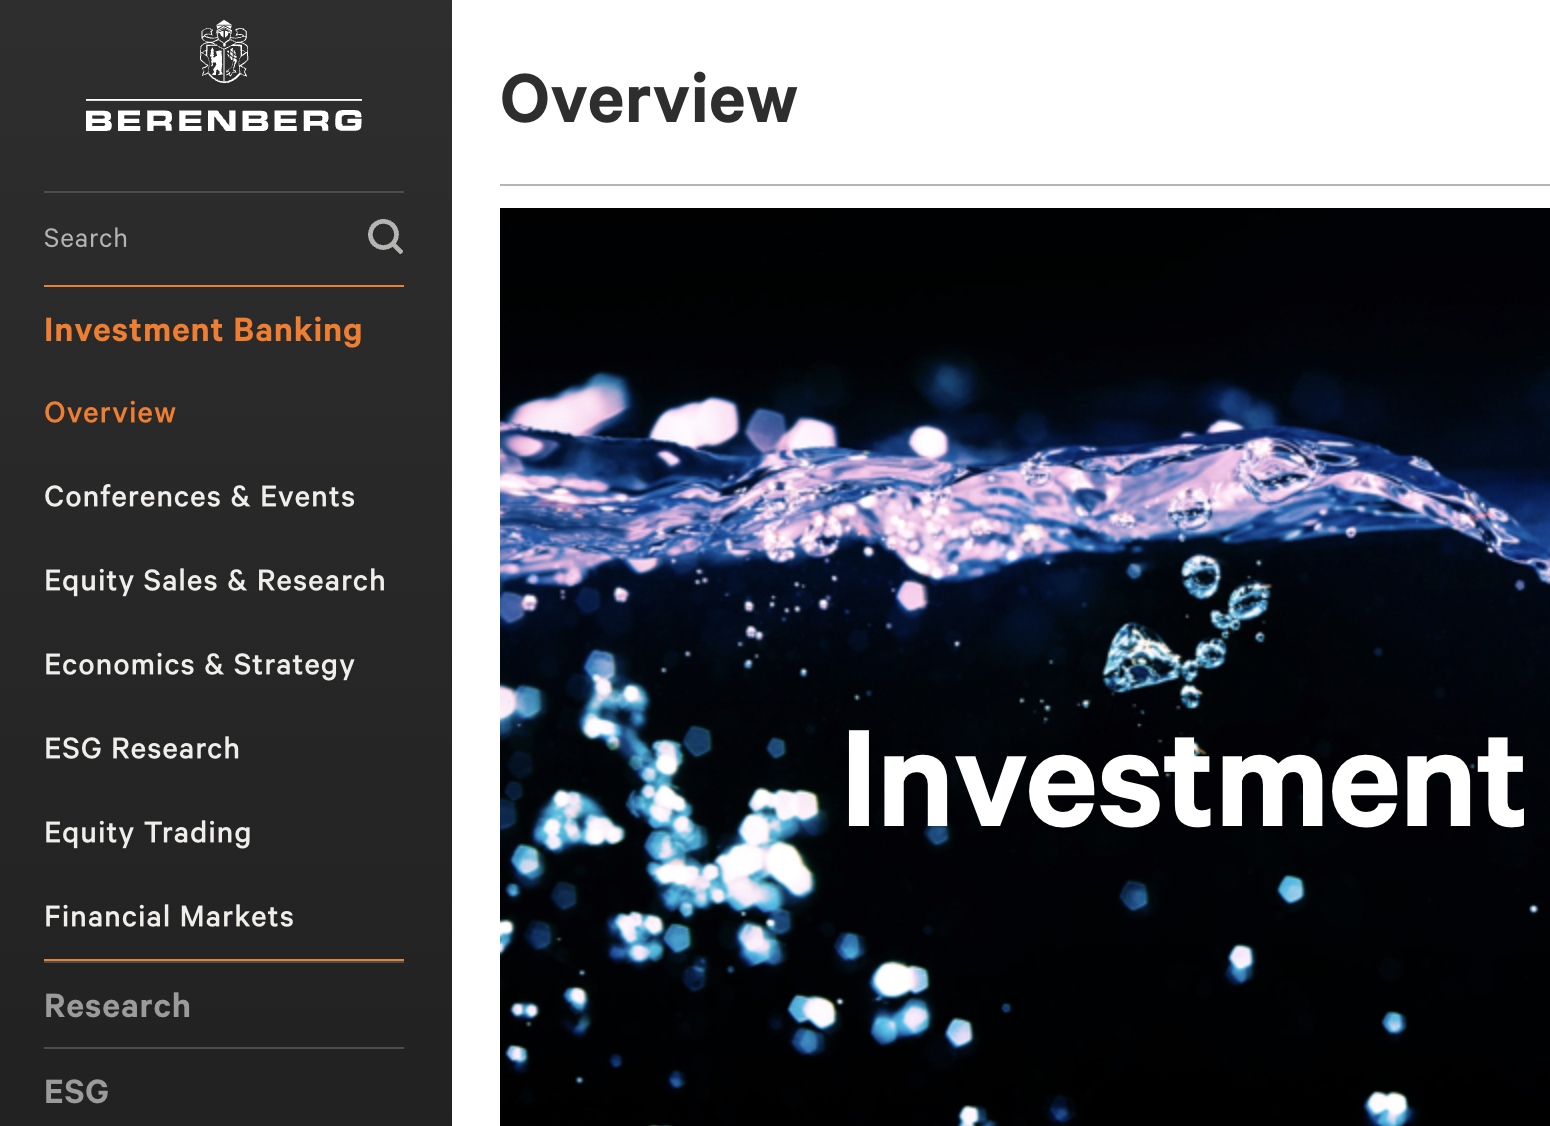 BERENBERG
Search
Investment Banking
Overview
Conferences & Events
Equity Sales & Research
Economics & Strategy
ESG Research
Equity Trading
Financial Markets
Research
ESG
Overview
Investment